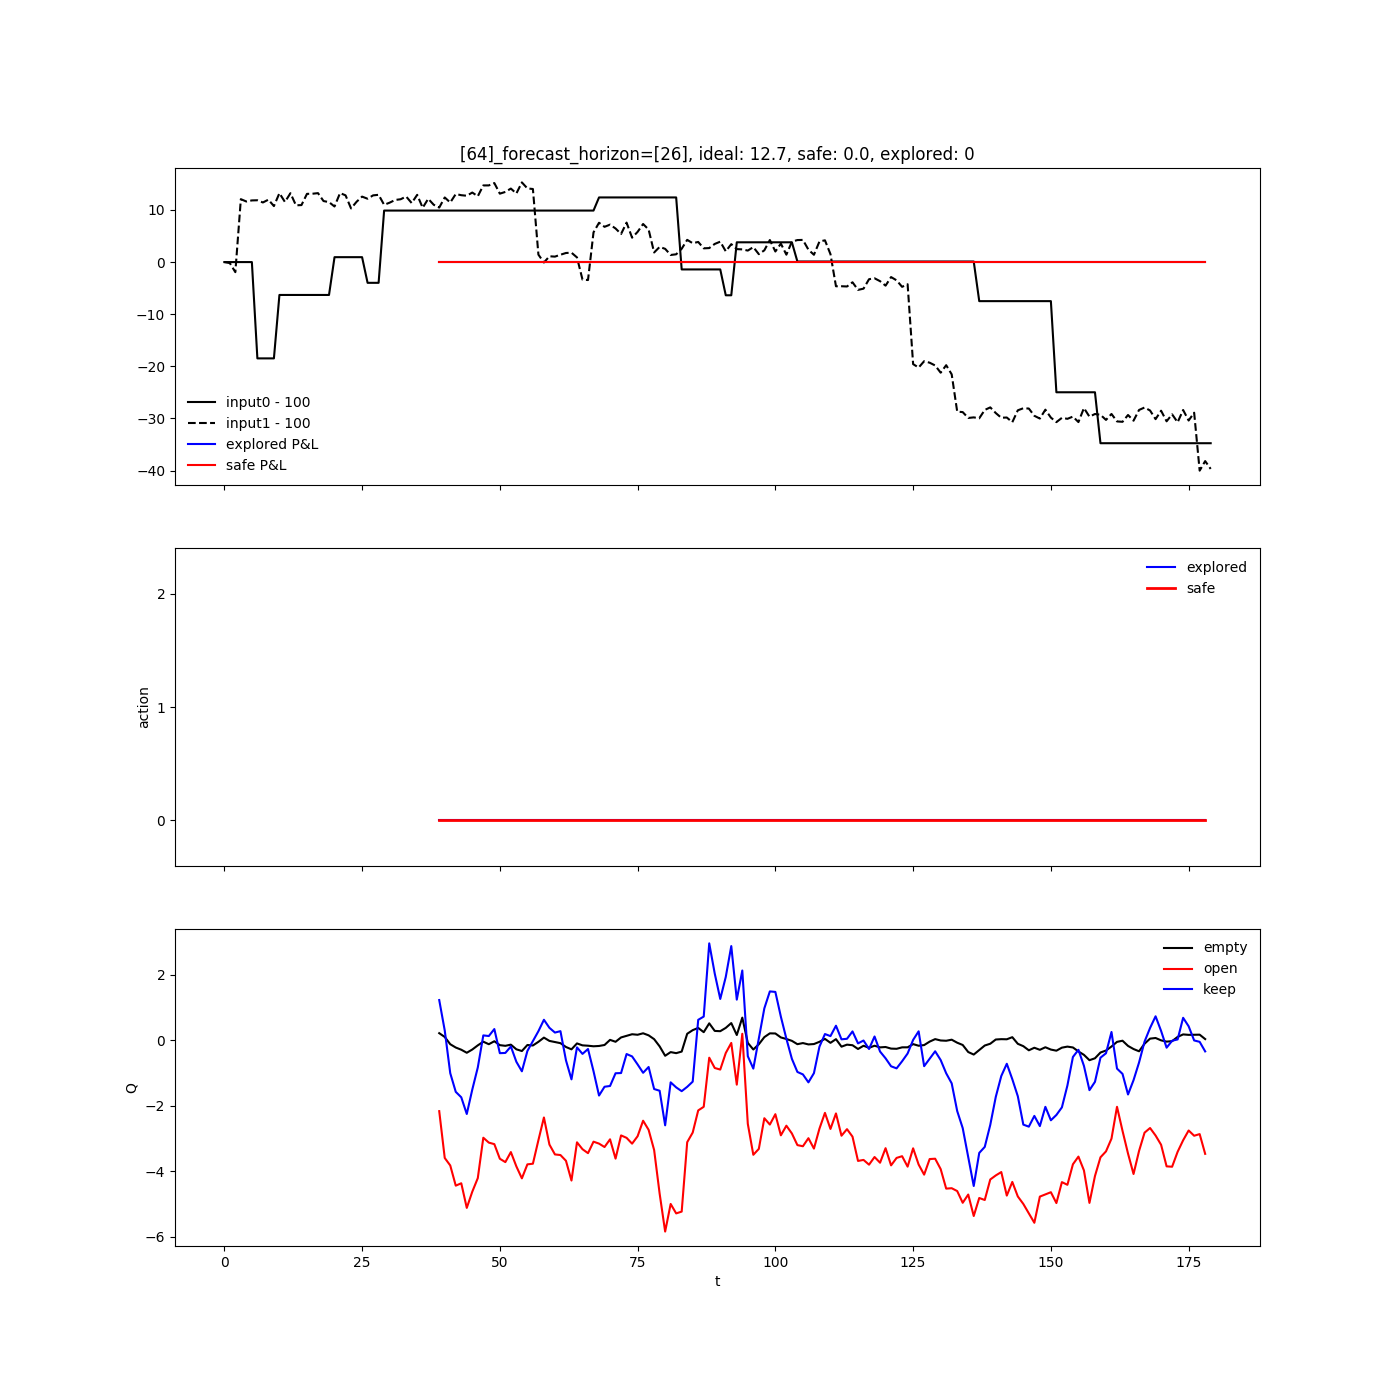 [64]_forecast_horizon=[26], ideal: 12.7, safe: 0.0, explored: 0
10
0
−10
−20
−30
−40
input0 - 100
input1 - 100
explored P&L
safe P&L
2
1
0
action
explored
safe
2
0
−2
−4
−6
Q
empty
open
keep
0 25 50 75 100 125 150 175
t